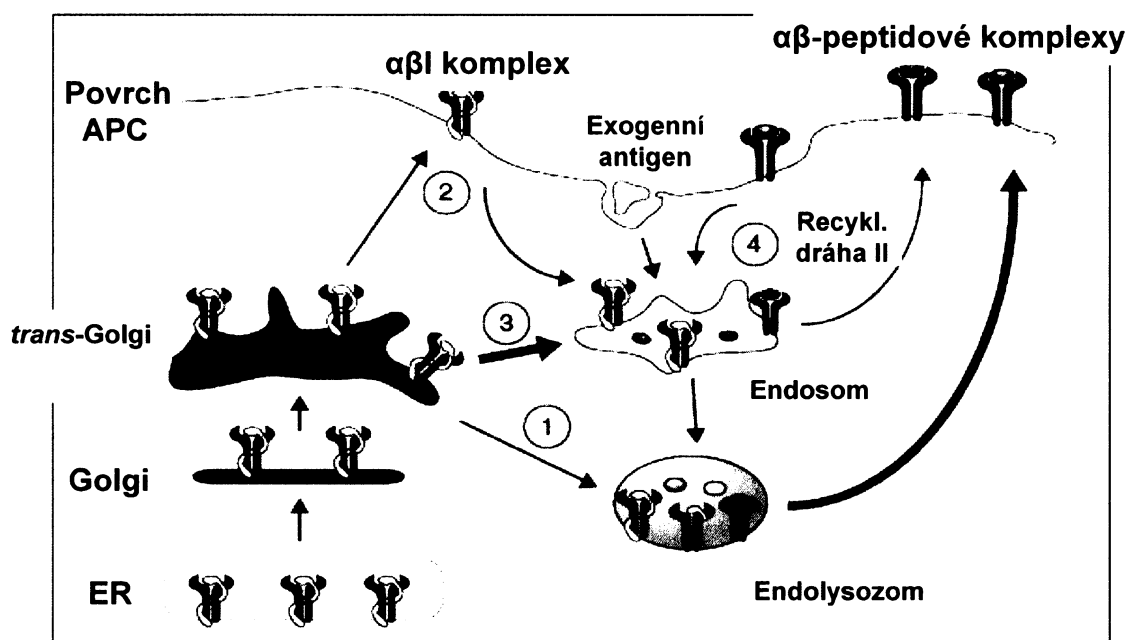 αβ-peptidové komplexy
αβI komplex
Povrch
APC
Exogenní
antigen
2
4
Recykl.
dráha II
trans-Golgi
3
Endosom
1
Golgi
ER
Endolysozom